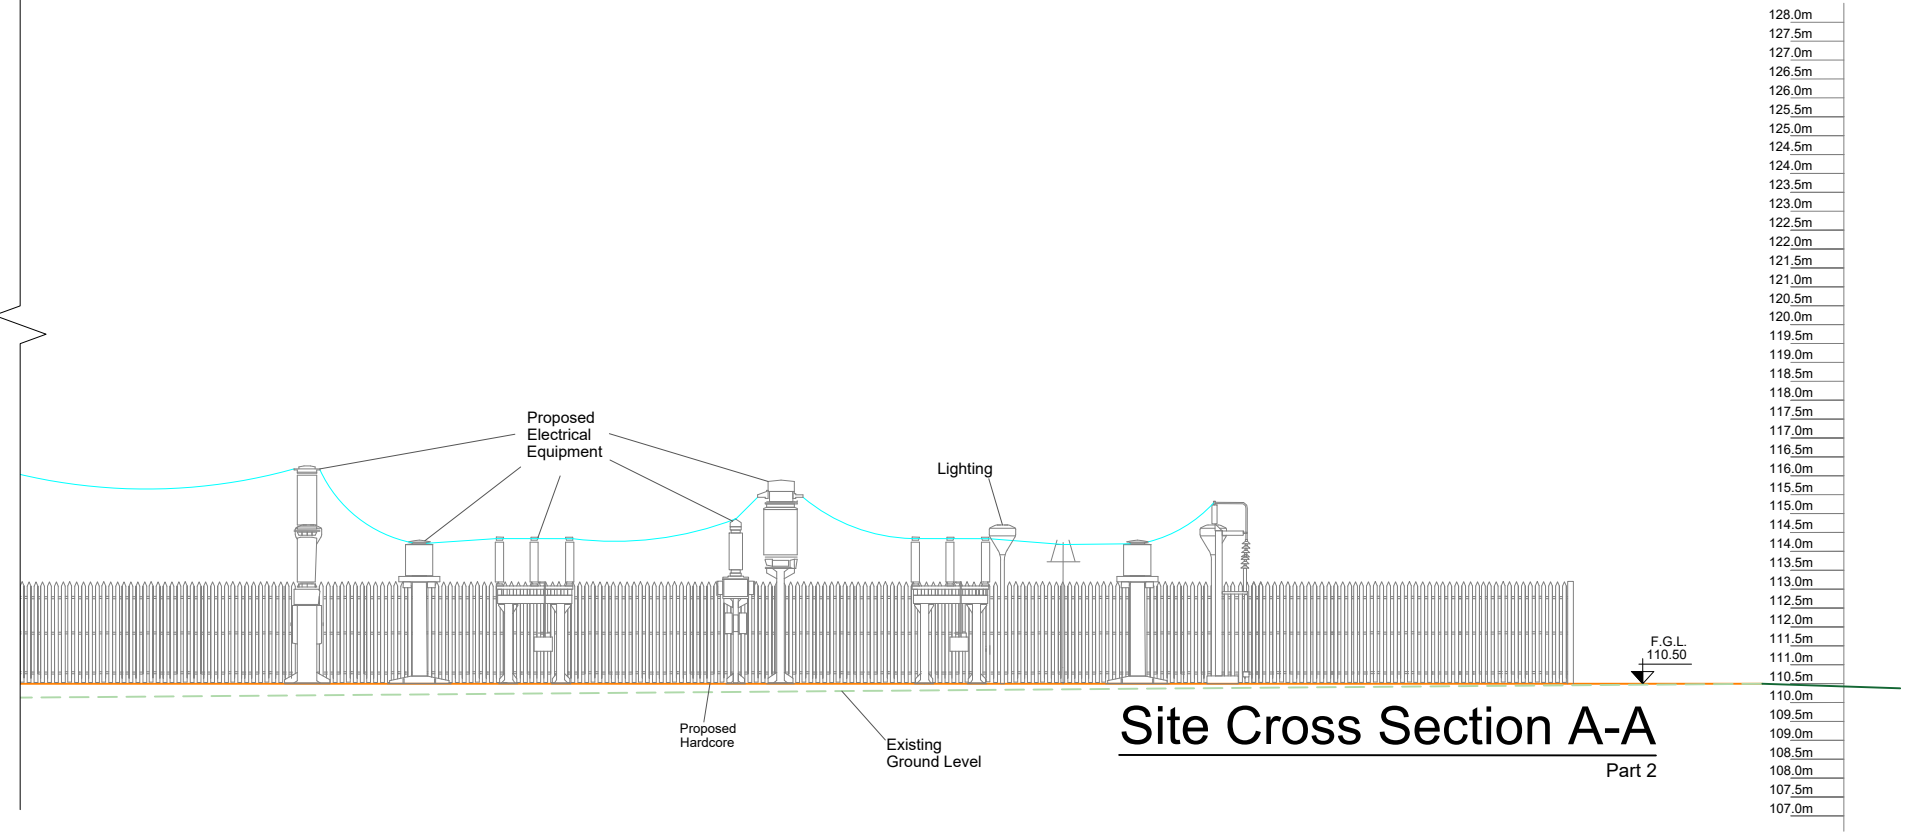 128.0m
127.5m
127.0m
126.5m
126.0m
125.5m
125.0m
124.5m
124.0m
123.5m
123.0m
122.5m
122.0m
121.5m
121.0m
120.5m
120.0m
119.5m
119.0m
118.5m
118.0m
117.5m
117.0m
116.5m
116.0m
115.5m
115.0m
114.5m
114.0m
113.5m
113.0m
112.5m
112.0m
111.5m
111.0m
110.5m
110.0m
109.5m
109.0m
108.5m
108.0m
107.5m
107.0m
Proposed
Electrical
Equipment
Lighting
F.G.L.
110.50
Proposed
Hardcore
Existing
Ground Level
Site Cross Section A-A
Part 2